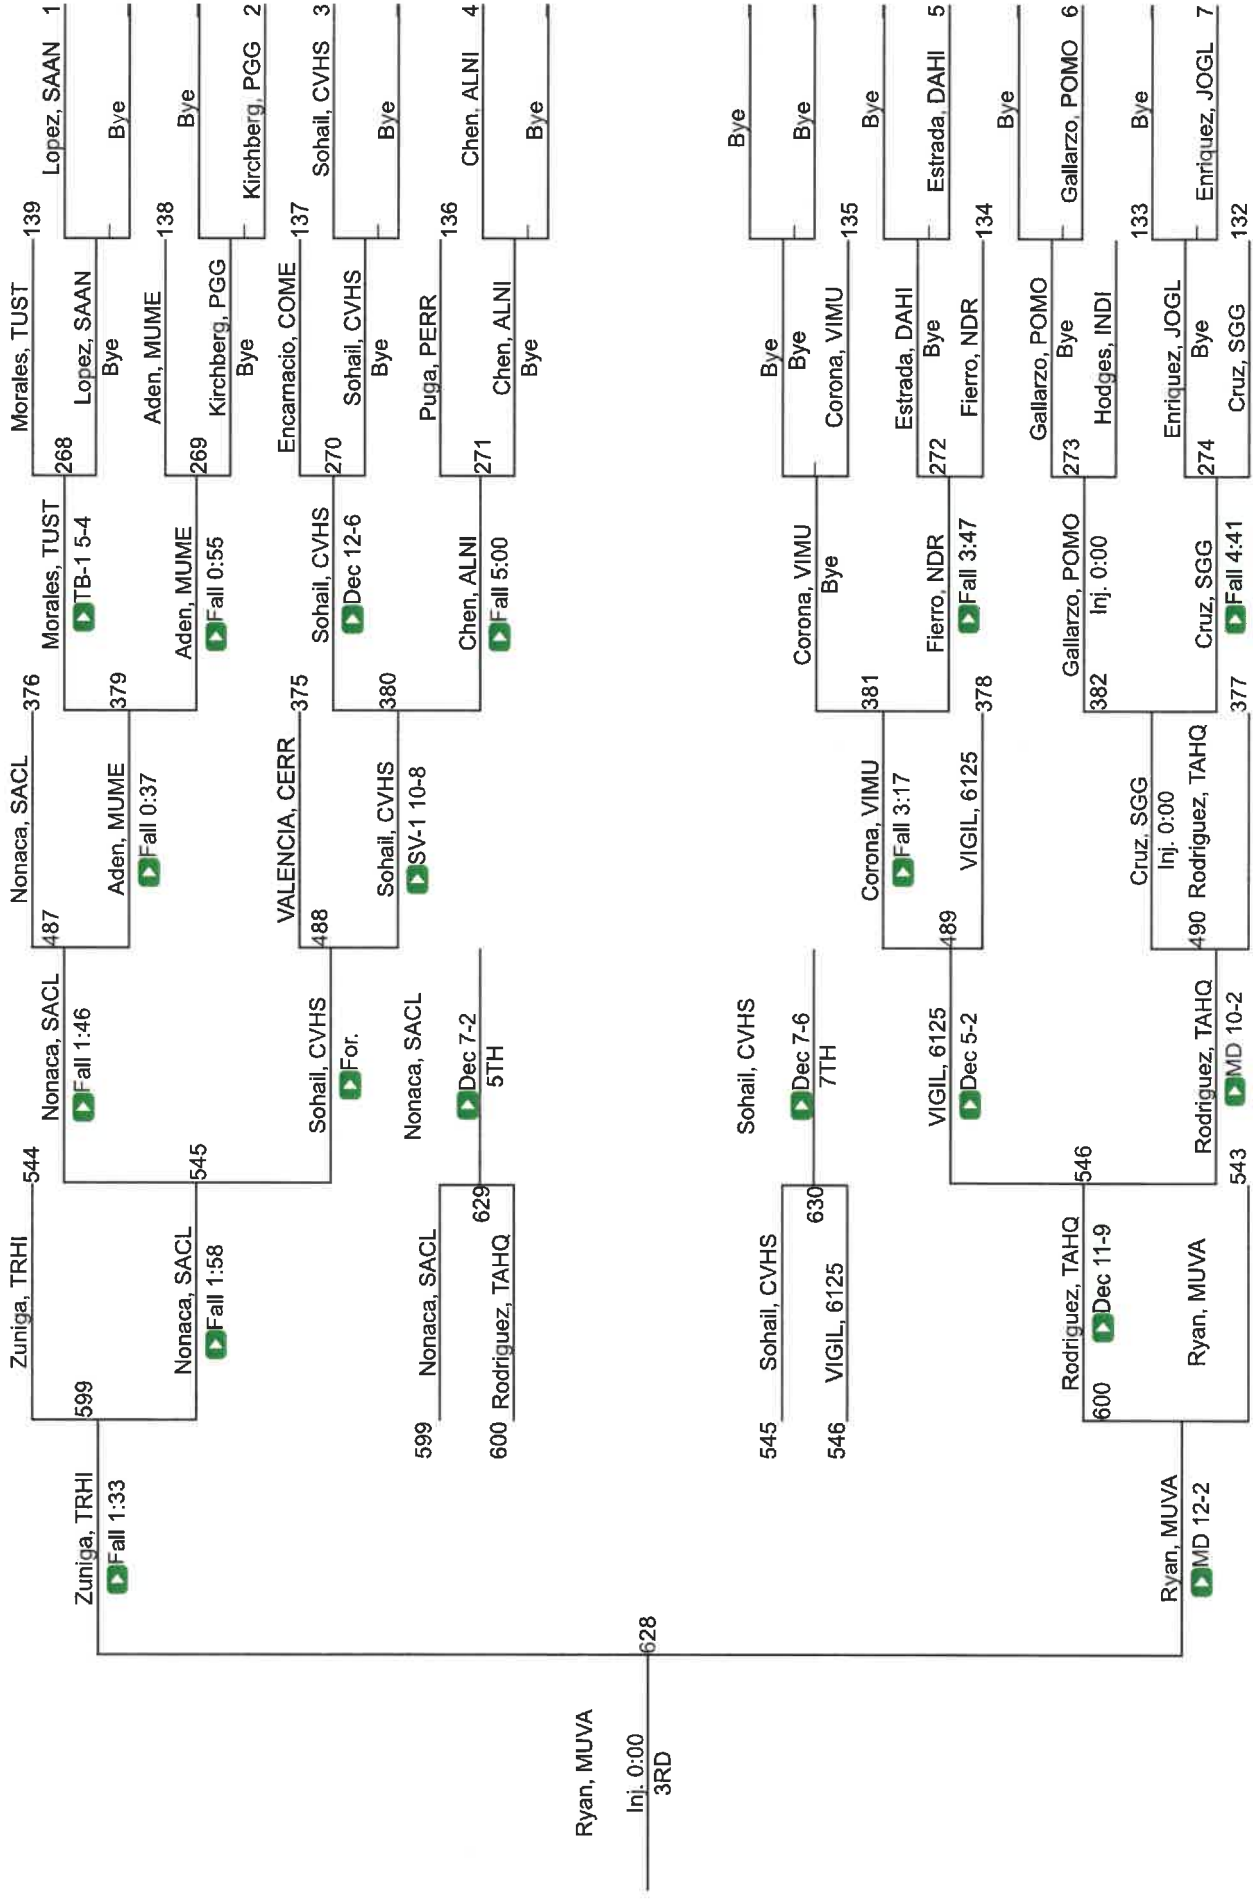 Zuniga, TRHI
544
Nonaca, SACL
376
Morales, TUST
139
Nonaca, SACL
487
Morales, TUST
268
Lopez, SAAN 1
Zuniga, TRHI
599
Fall 1:46
TB-1 5-4
Lopez, SAAN
Fall 1:33
Aden, MUME
379
Bye
Bye
Fall 0:37
Aden, MUME
138
Nonaca, SACL
545
Aden, MUME
269
Bye
Fall 1:58
Fall 0:55
Kirchberg, PGG
Bye
Kirchberg, PGG 2
VALENCIA, CERR
375
Encarnacio, COME
137
Sohail, CVHS
488
Sohail, CVHS
270
Sohail, CVHS 3
For.
Dec 12-6
Sohail, CVHS
Sohail, CVHS
380
Bye
Bye
Nonaca, SACL
SV-1 10-8
599
Nonaca, SACL
Puga, PERR
136
629
Dec 7-2
Chen, ALNI
271
Chen, ALNI 4
600 Rodriguez, TAHQ
5TH
Fall 5:00
Chen, ALNI
Bye
Bye
Ryan, MUVA
Inj. 0:00
628
3RD
Sohail, CVHS
Bye
545
Sohail, CVHS
Bye
Dec 7-6
Corona, VIMU
Bye
Bye
630
7TH
Bye
546
VIGIL, 6125
Corona, VIMU
135
Corona, VIMU
381
Bye
Fall 3:17
Estrada, DAHI
VIGIL, 6125
489
Fierro, NDR
272
Bye
Estrada, DAHI 5
Dec 5-2
VIGIL, 6125
378
Fall 3:47
Fierro, NDR
134
Bye
Rodriguez, TAHQ
546
Gallarzo, POMO
273
Gallarzo, POMO
Bye
Gallarzo, POMO 6
600
Dec 11-9
382
Inj. 0:00
Hodges, INDI
133
Cruz, SGG
Bye
Ryan, MUVA
Inj. 0:00
Enriquez, JOGL
Ryan, MUVA
Rodriguez, TAHQ
490 Rodriguez, TAHQ
Cruz, SGG
274
Bye
Enriquez, JOGL 7
MD 12-2
543
MD 10-2
377
Fall 4:41
Cruz, SGG
132